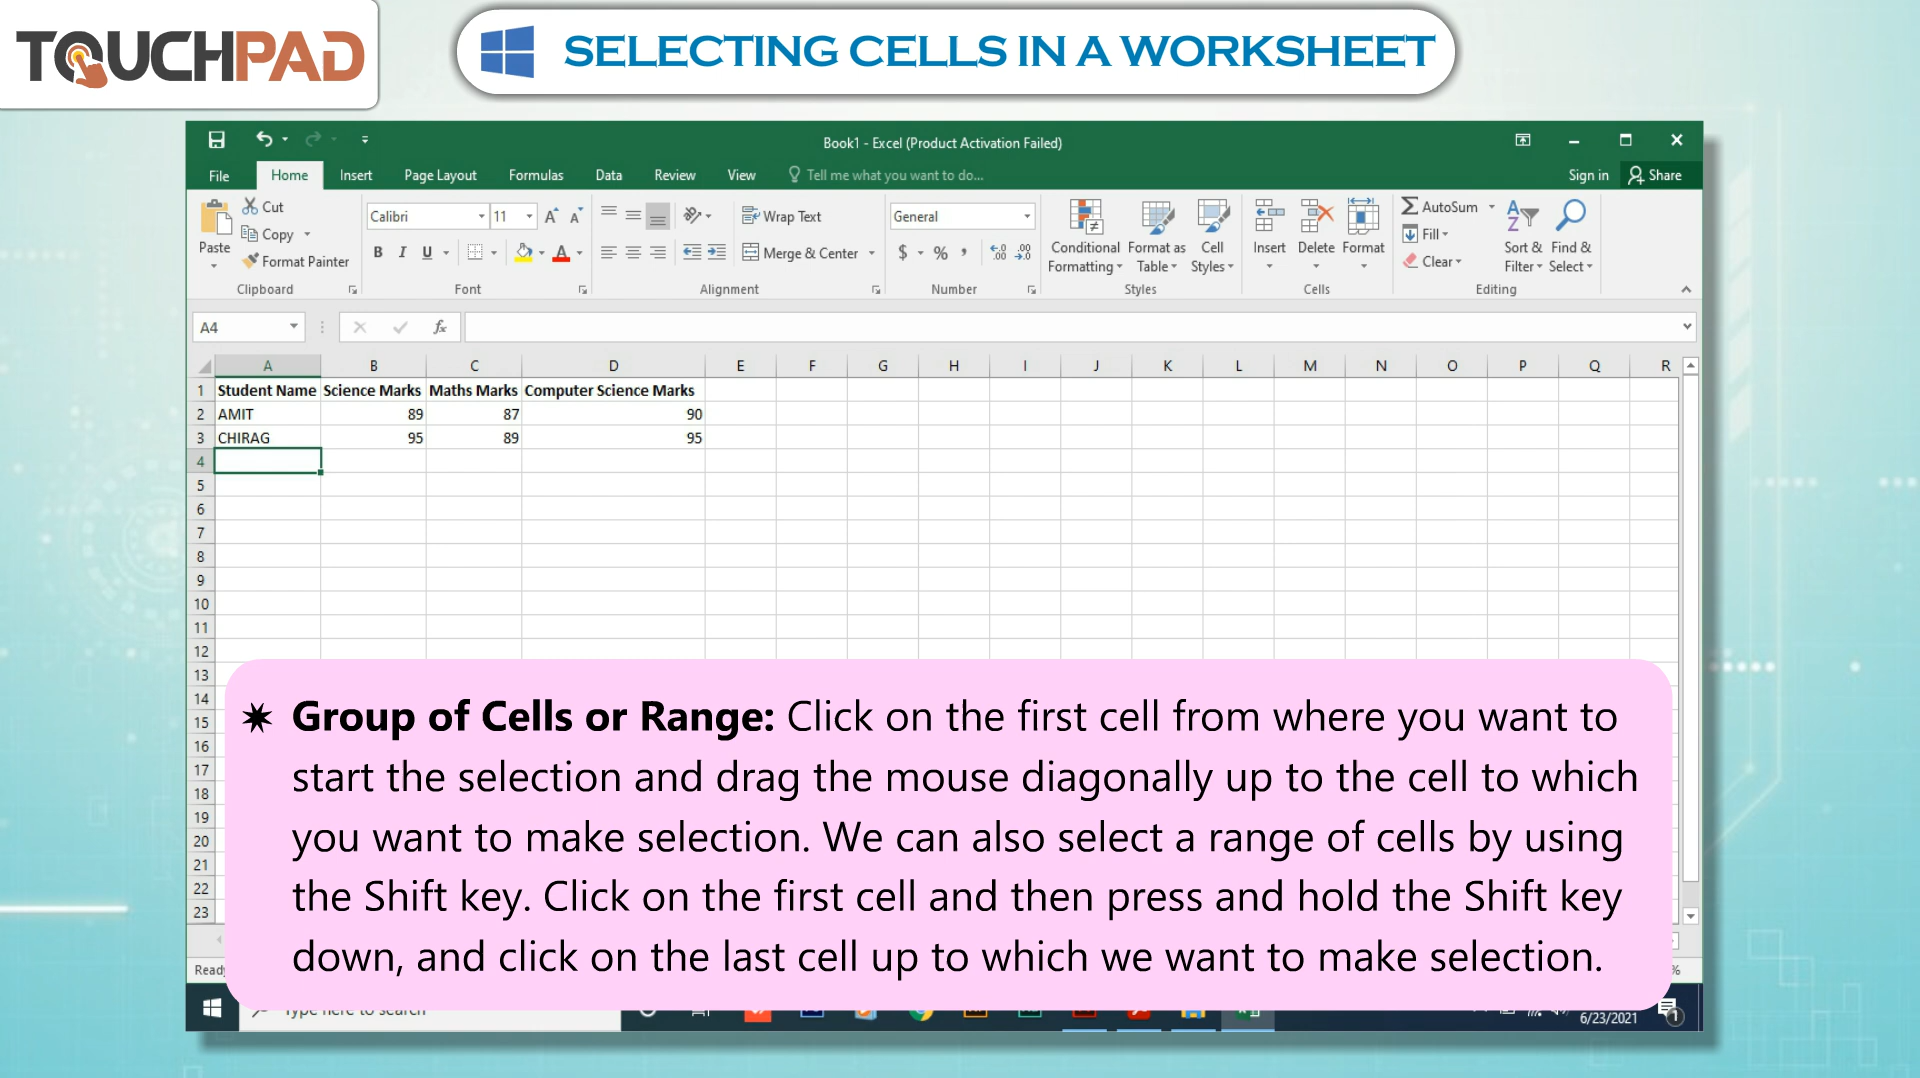 TOUCHPAD
SELECTING CELLS IN A WORKSHEET
Book1 - Excel (Product Activation Failed)
File Home Insert Page Layout Formulas Data Review View Tell me what you want to do... Sign in Share
Cut
Copy
Format Painter
Paste
Clipboard
Calibri 11
B I U
Font
Wrap Text
Merge & Center
Alignment
General
$ % ,
Number
Conditional Formatting
Format as Table
Cell Styles
Styles
Insert Delete Format
Cells
AutoSum
Fill
Clear
Sort & Filter
Find & Select
Editing
A4 fx
A B C D E F G H I J K L M N O P Q R
1 Student Name Science Marks Maths Marks Computer Science Marks
2 AMIT 89 87 90
3 CHIRAG 95 89 95
4
5
6
7
8
9
10
11
12
13
14
15
16
17
18
19
20
21
22
23
Group of Cells or Range: Click on the first cell from where you want to
start the selection and drag the mouse diagonally up to the cell to which
you want to make selection. We can also select a range of cells by using
the Shift key. Click on the first cell and then press and hold the Shift key
down, and click on the last cell up to which we want to make selection.
Ready %
Type here to search
6/23/2021 1